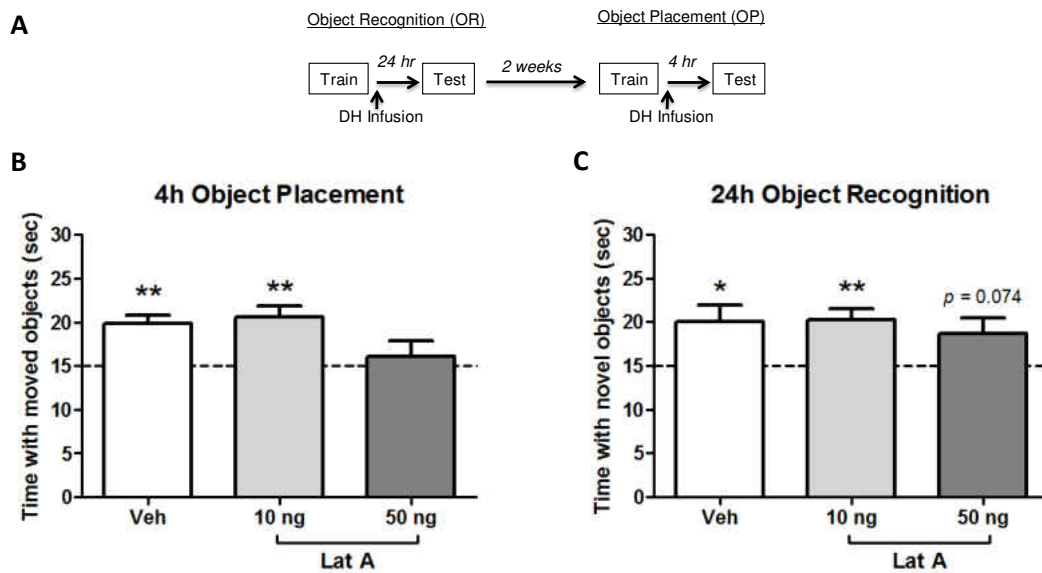 A
Object Recognition (OR)
Object Placement (OP)
Train
24 hr
Test
2 weeks
Train
4 hr
Test
DH Infusion
DH Infusion
B
4h Object Placement
Time with moved objects (sec)
30
25
20
15
10
5
0
**
**
Veh
10 ng
50 ng
Lat A
C
24h Object Recognition
Time with novel objects (sec)
30
25
20
15
10
5
0
*
**
p = 0.074
Veh
10 ng
50 ng
Lat A